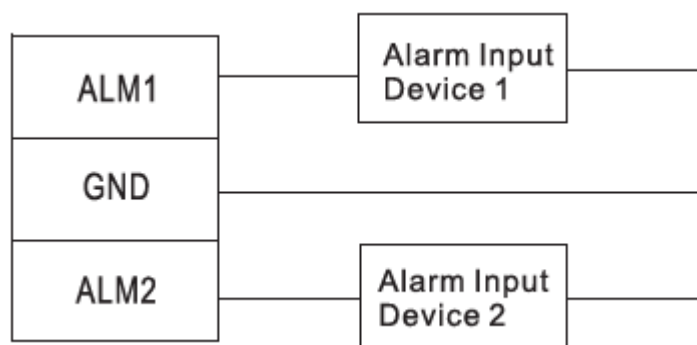 ALM1
Alarm Input
Device 1
GND
ALM2
Alarm Input
Device 2